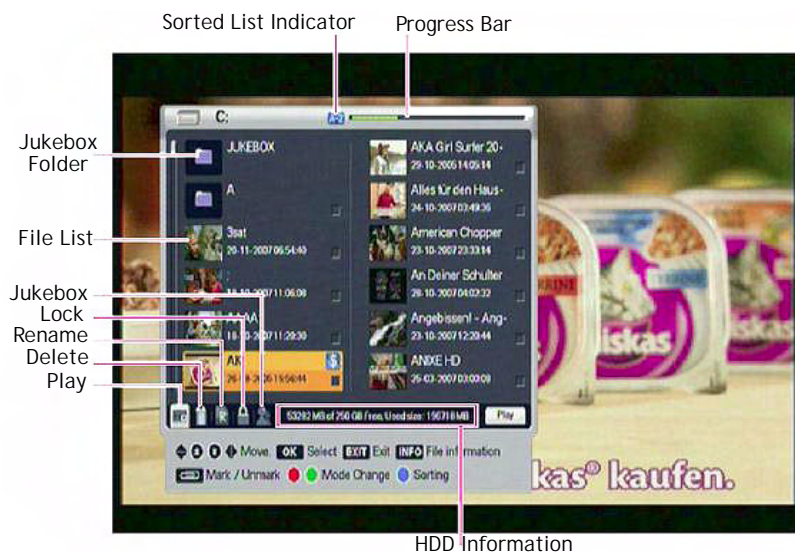 Sorted List Indicator
Progress Bar
C:
A-Z
Jukebox
Folder
JUKEBOX
A
File List
3sat
20-11-2007 06:54:40
Jukebox
Lock
Rename
Delete
Play
AK
AKA Girl Surfer 20-
29-10-2005 14:05:14
Alles für den Haus-
24-10-2007 03:49:36
American Chopper
23-10-2007 23:33:14
An Deiner Schulter
28-10-2007 04:02:32
Angebissen! - Ang-
23-10-2007 12:20:44
ANIXE HD
25-03-2007 03:00:08
R
53282 MB of 250 GB free, Used size: 196718 MB
Play
Move OK Select EXIT Exit INFO File information
Mark / Unmark Mode Change Sorting
kas® kaufen.
iskas
HDD Information